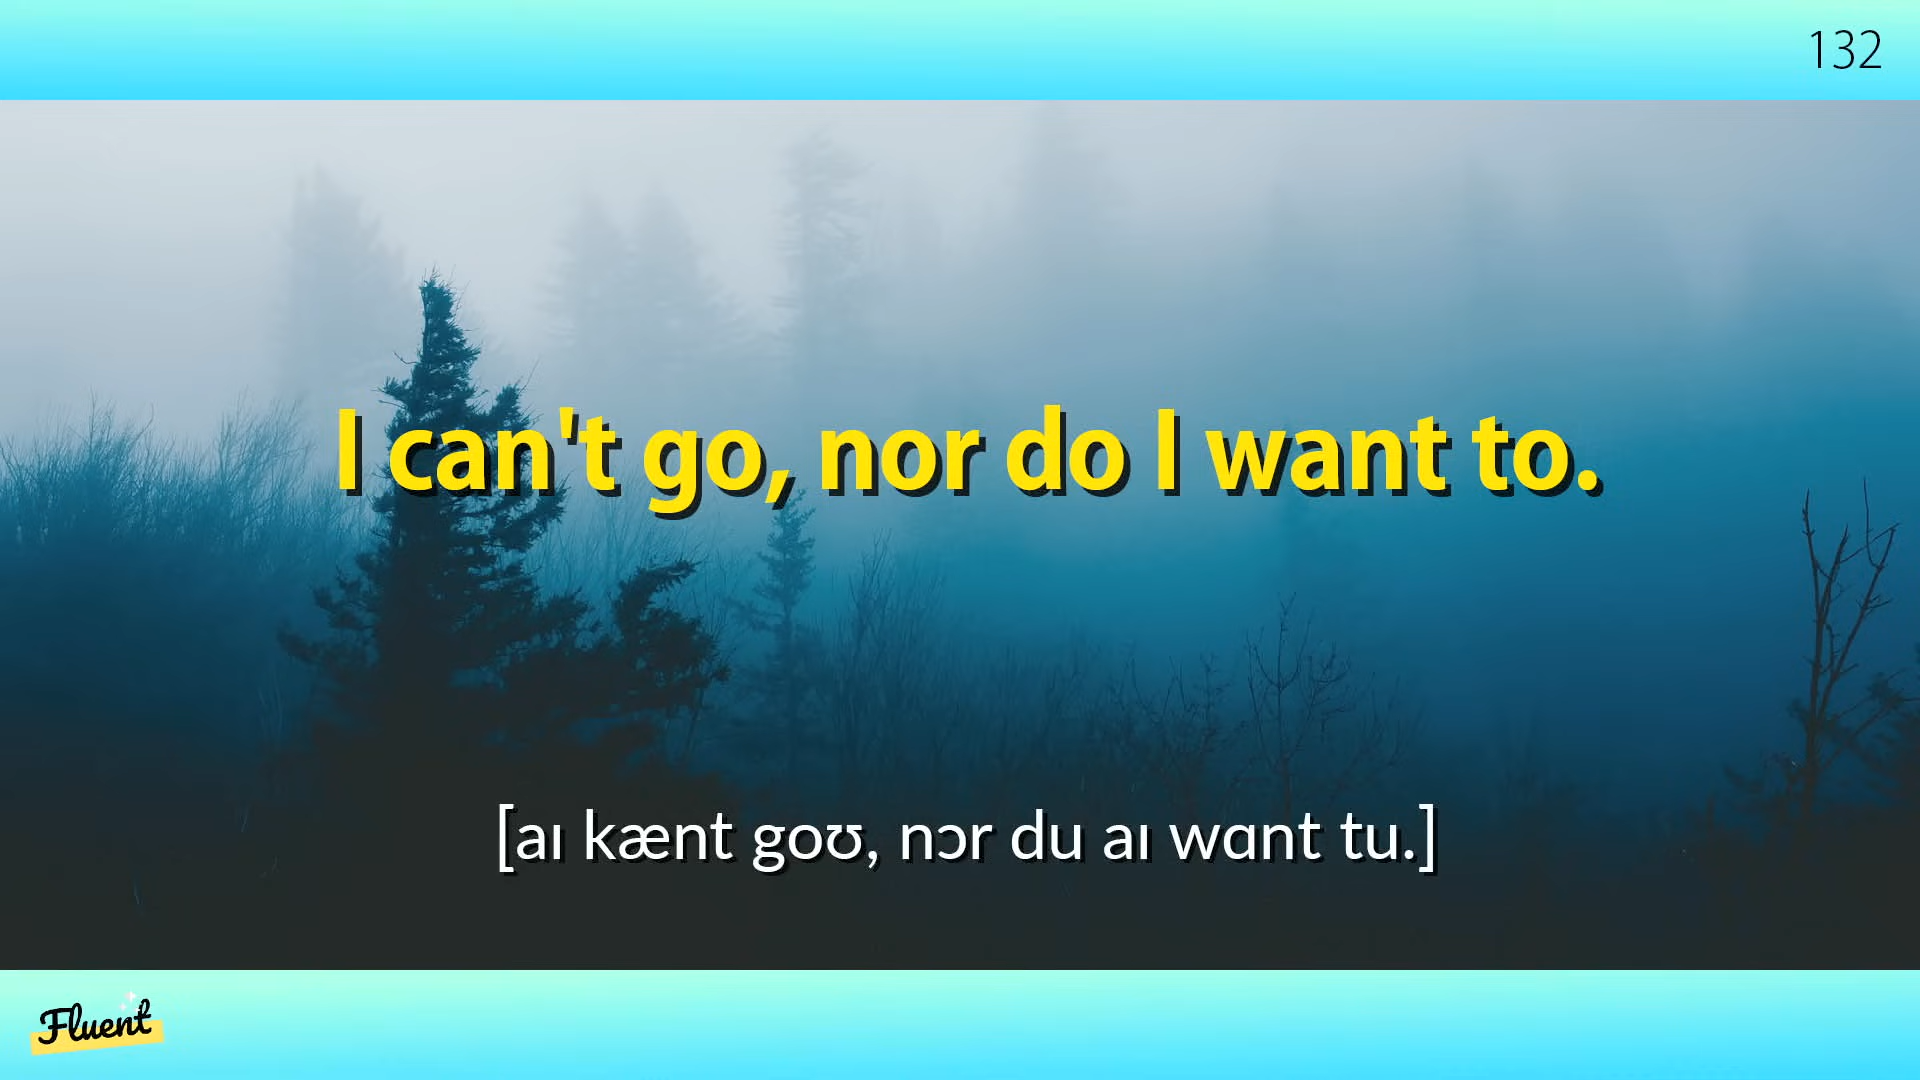 132
I can't go, nor do I want to.
[aɪ kænt goʊ, nɔr du aɪ wɑnt tu.]
Fluent